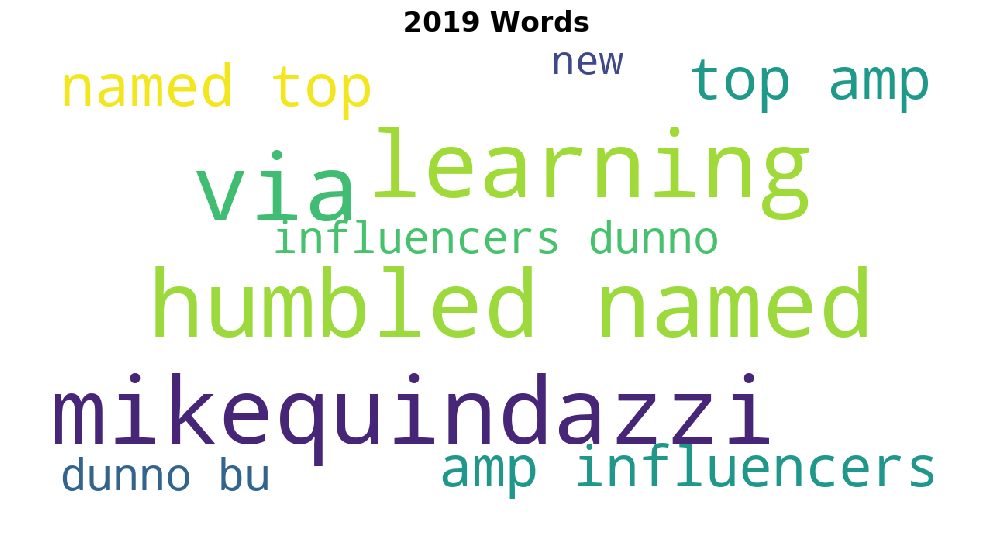 2019 Words
new
named top
top amp
learning
via
influencers dunno
humbled named
mikequindazzi
amp influencers
dunno bu